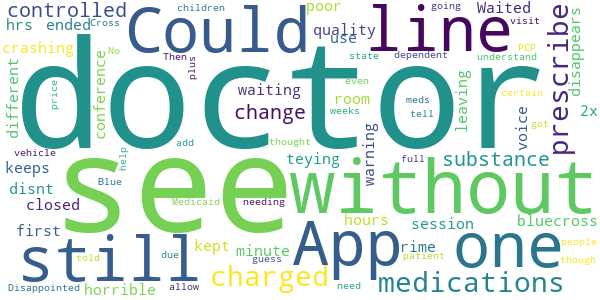 controlled
children
Could
line
poor
going
Waited
prescribe
hrs
ended
Cross
quality
use
visit
disappears
crashing
No
Then
plus
state
dependent
PCP
understand
doctor
different
conference
waiting
room
voice
leaving
change
even
meds
certain
2x
price
weeks
tell
got
vehicle
add
thought
warning
help
see
without
keeps
teying
full
substance
disnt
Blue
closed
Medicaid
needing
first
kept
hours
session
bluecross
still
App
one
minute
rime
people
told
due
patient
though
charged
guess
Disappointed
horrible
allow
need
medications